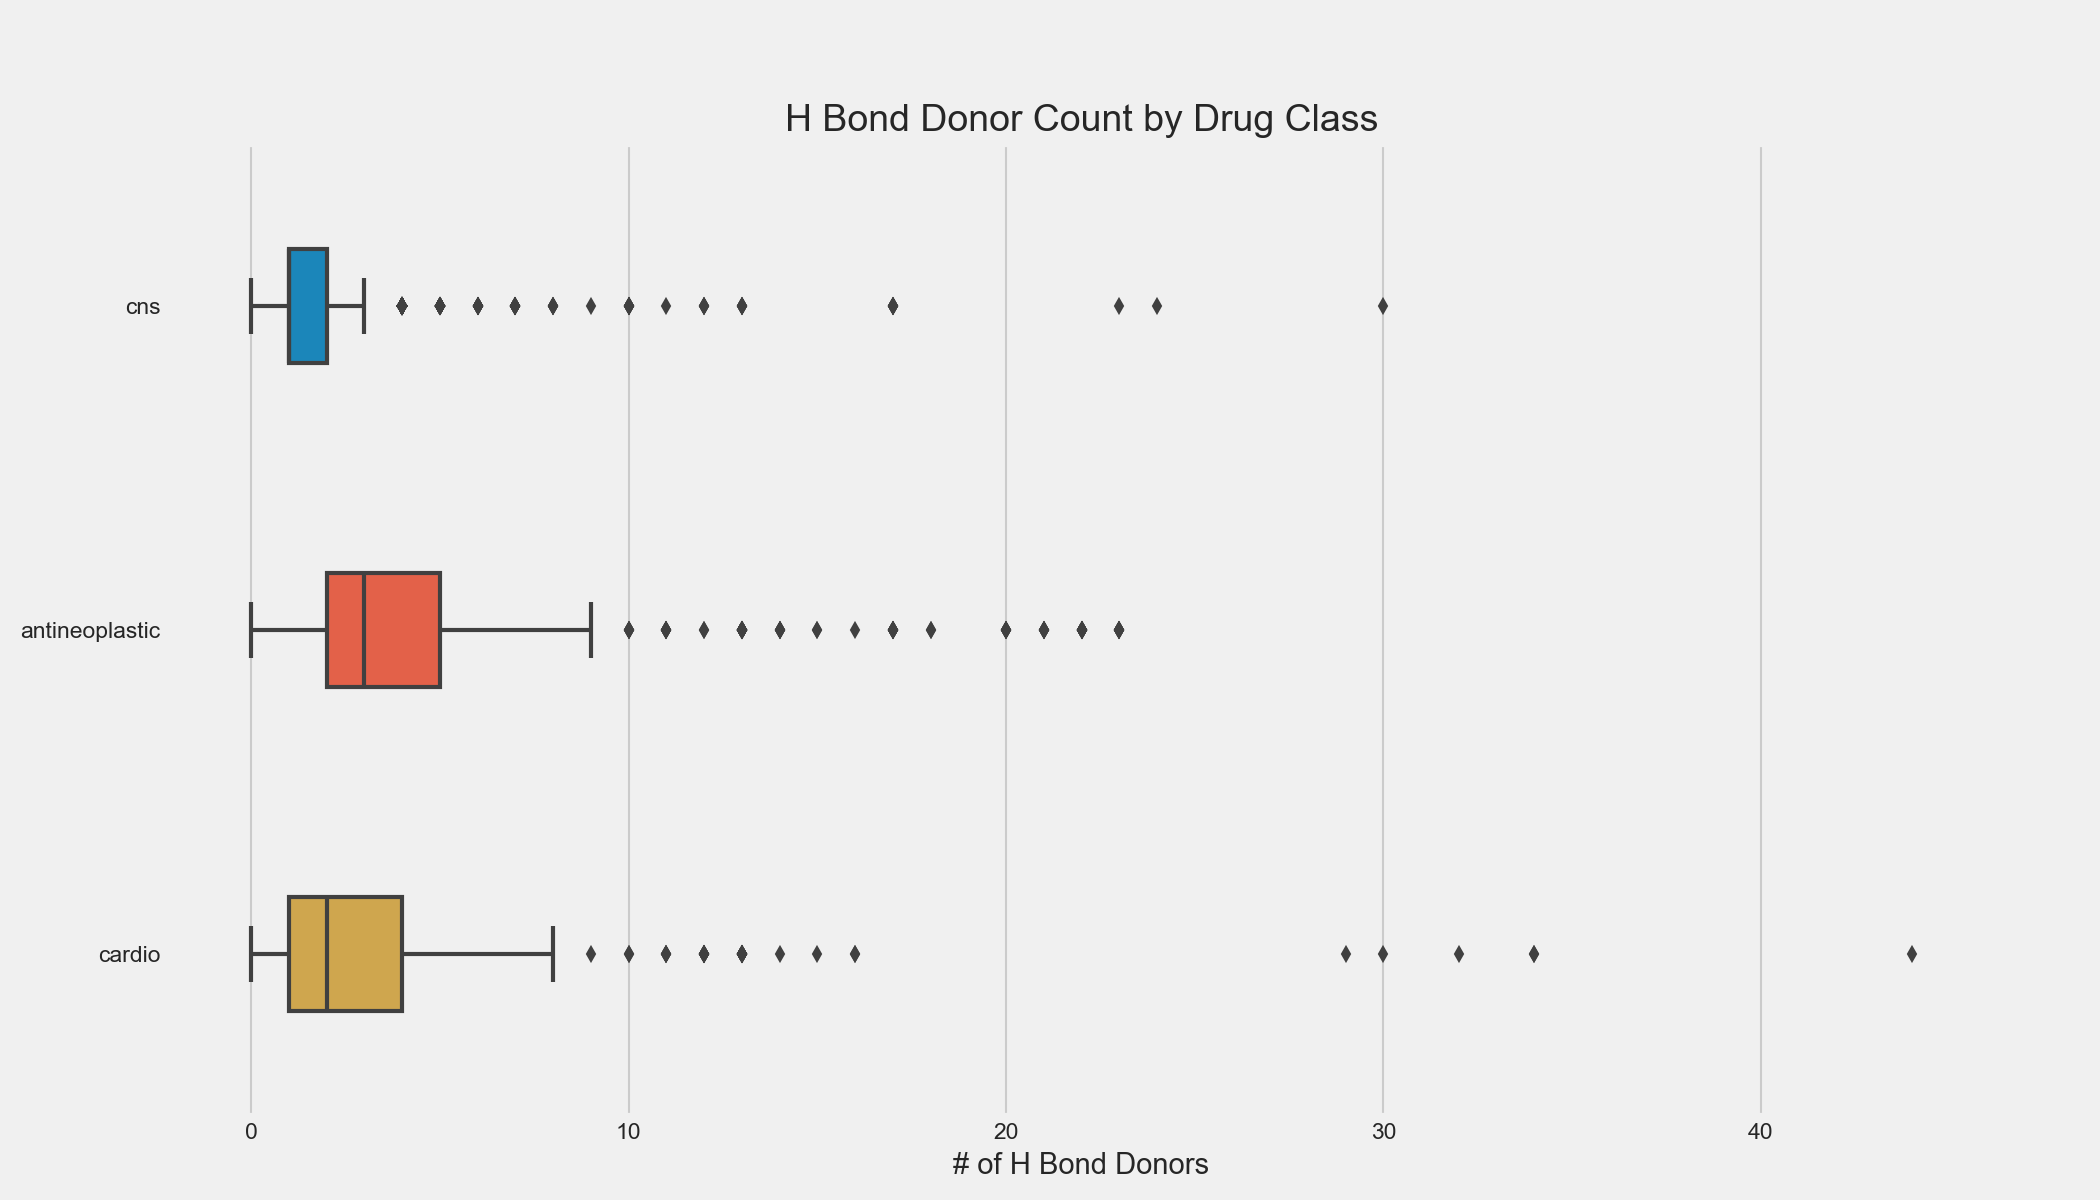 H Bond Donor Count by Drug Class
cns
antineoplastic
cardio
0 10 20 30 40
# of H Bond Donors